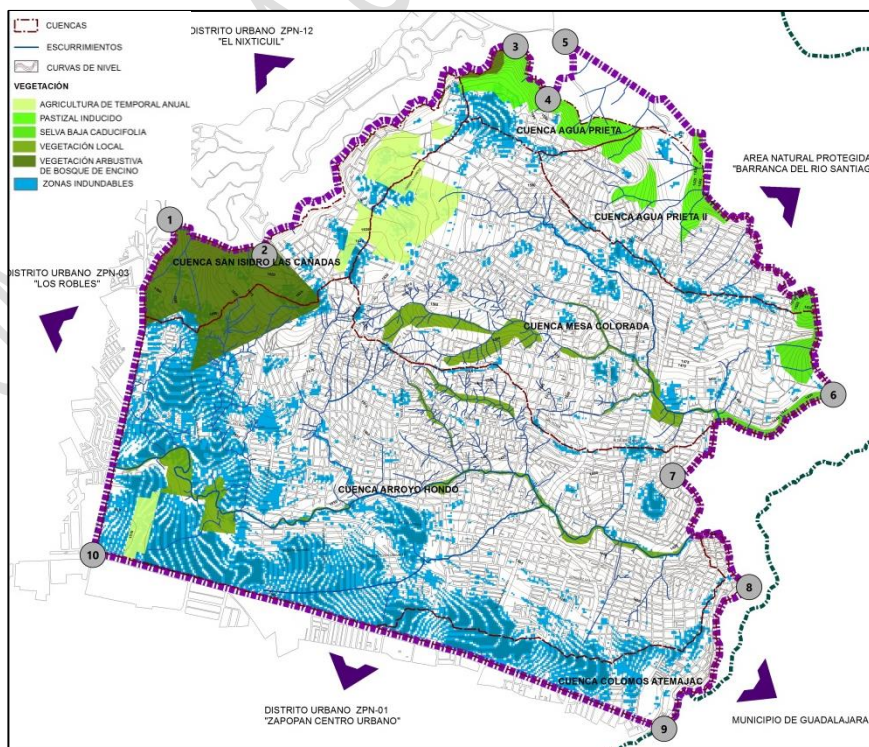 CUENCAS
ESCURRIMIENTOS
CURVAS DE NIVEL
VEGETACIÓN
AGRICULTURA DE TEMPORAL ANUAL
PASTIZAL INDUCIDO
SELVA BAJA CADUCIFOLIA
VEGETACIÓN LOCAL
VEGETACIÓN ARBUSTIVA
DE BOSQUE DE ENCINO
ZONAS INDUNDABLES
DISTRITO URBANO ZPN-12
"EL NIXTICUIL"
3
5
4
CUENCA AGUA PRIETA
AREA NATURAL PROTEGIDA
"BARRANCA DEL RIO SANTIAG
1
2
CUENCA AGUA PRIETA II
CUENCA SAN ISIDRO LAS CAÑADAS
DISTRITO URBANO ZPN-03
"LOS ROBLES"
CUENCA MESA COLORADA
6
7
CUENCA ARROYO HONDO
10
8
CUENCA COLOMOS ATEMAJAC
DISTRITO URBANO ZPN-01
"ZAPOPAN CENTRO URBANO"
MUNICIPIO DE GUADALAJARA
9